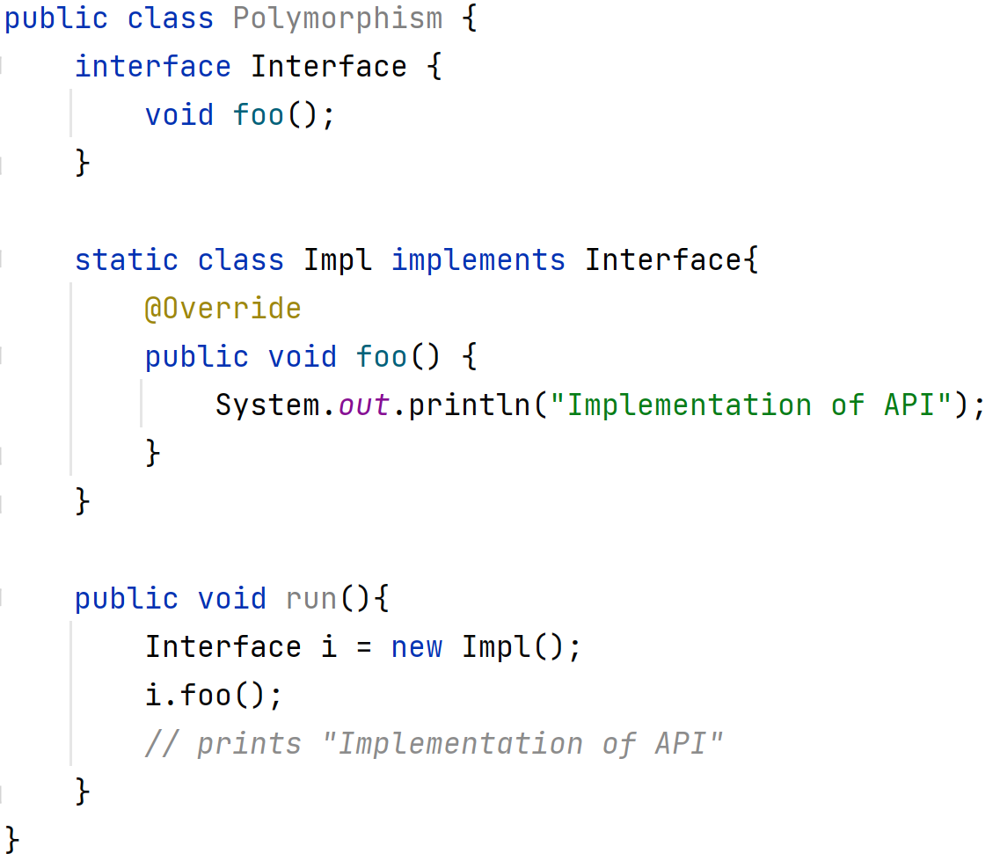 public class Polymorphism {
    interface Interface {
        void foo();
    }

    static class Impl implements Interface{
        @Override
        public void foo() {
            System.out.println("Implementation of API");
        }
    }

    public void run(){
        Interface i = new Impl();
        i.foo();
        // prints "Implementation of API"
    }
}